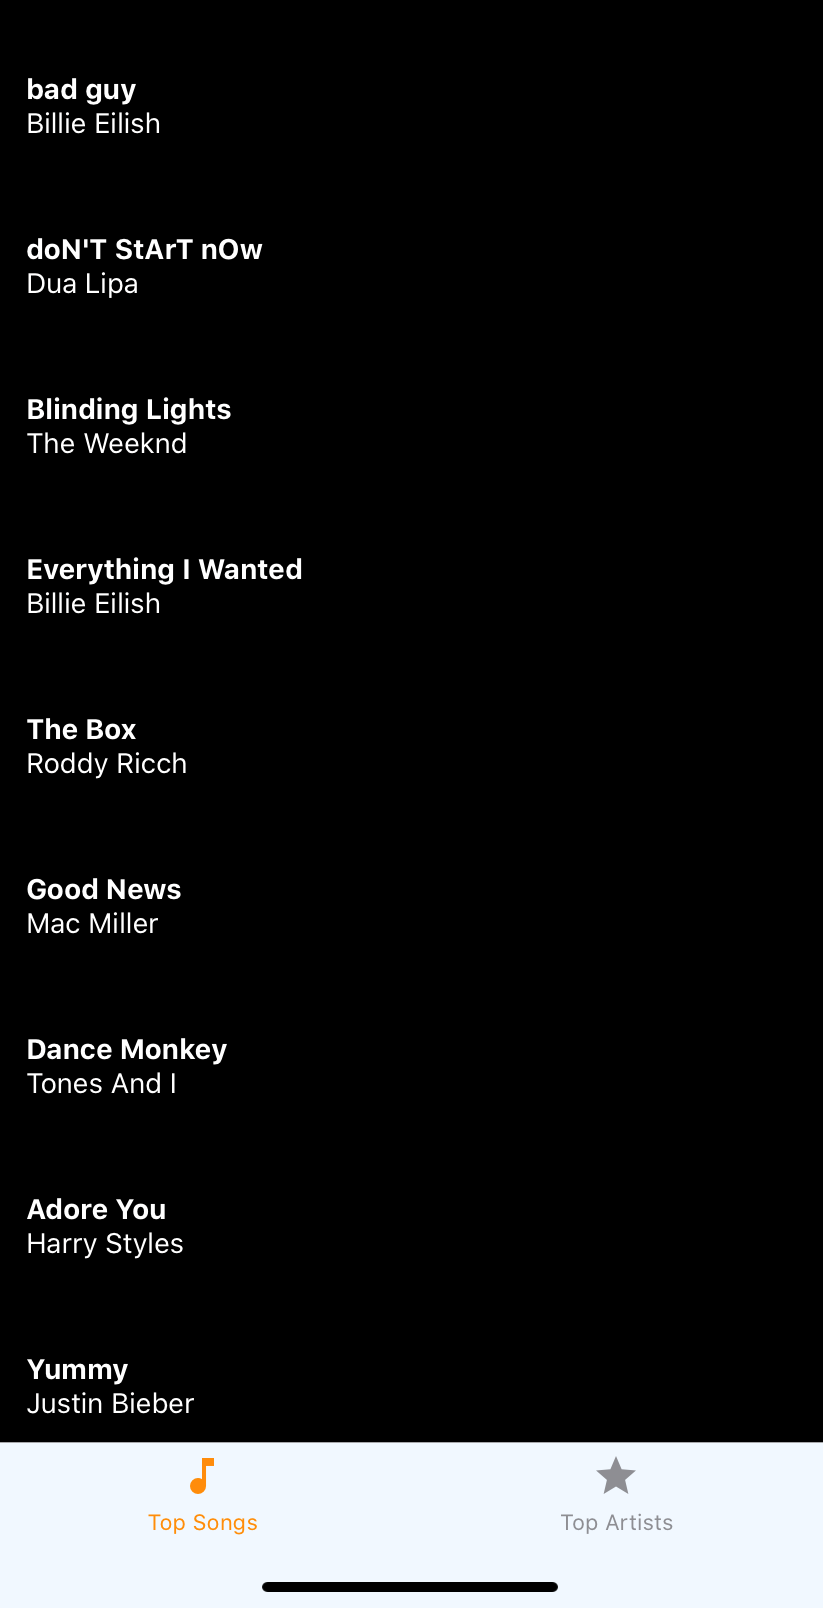 bad guy
Billie Eilish
doN'T StArT nOw
Dua Lipa
Blinding Lights
The Weeknd
Everything I Wanted
Billie Eilish
The Box
Roddy Ricch
Good News
Mac Miller
Dance Monkey
Tones And I
Adore You
Harry Styles
Yummy
Justin Bieber
Top Songs
Top Artists